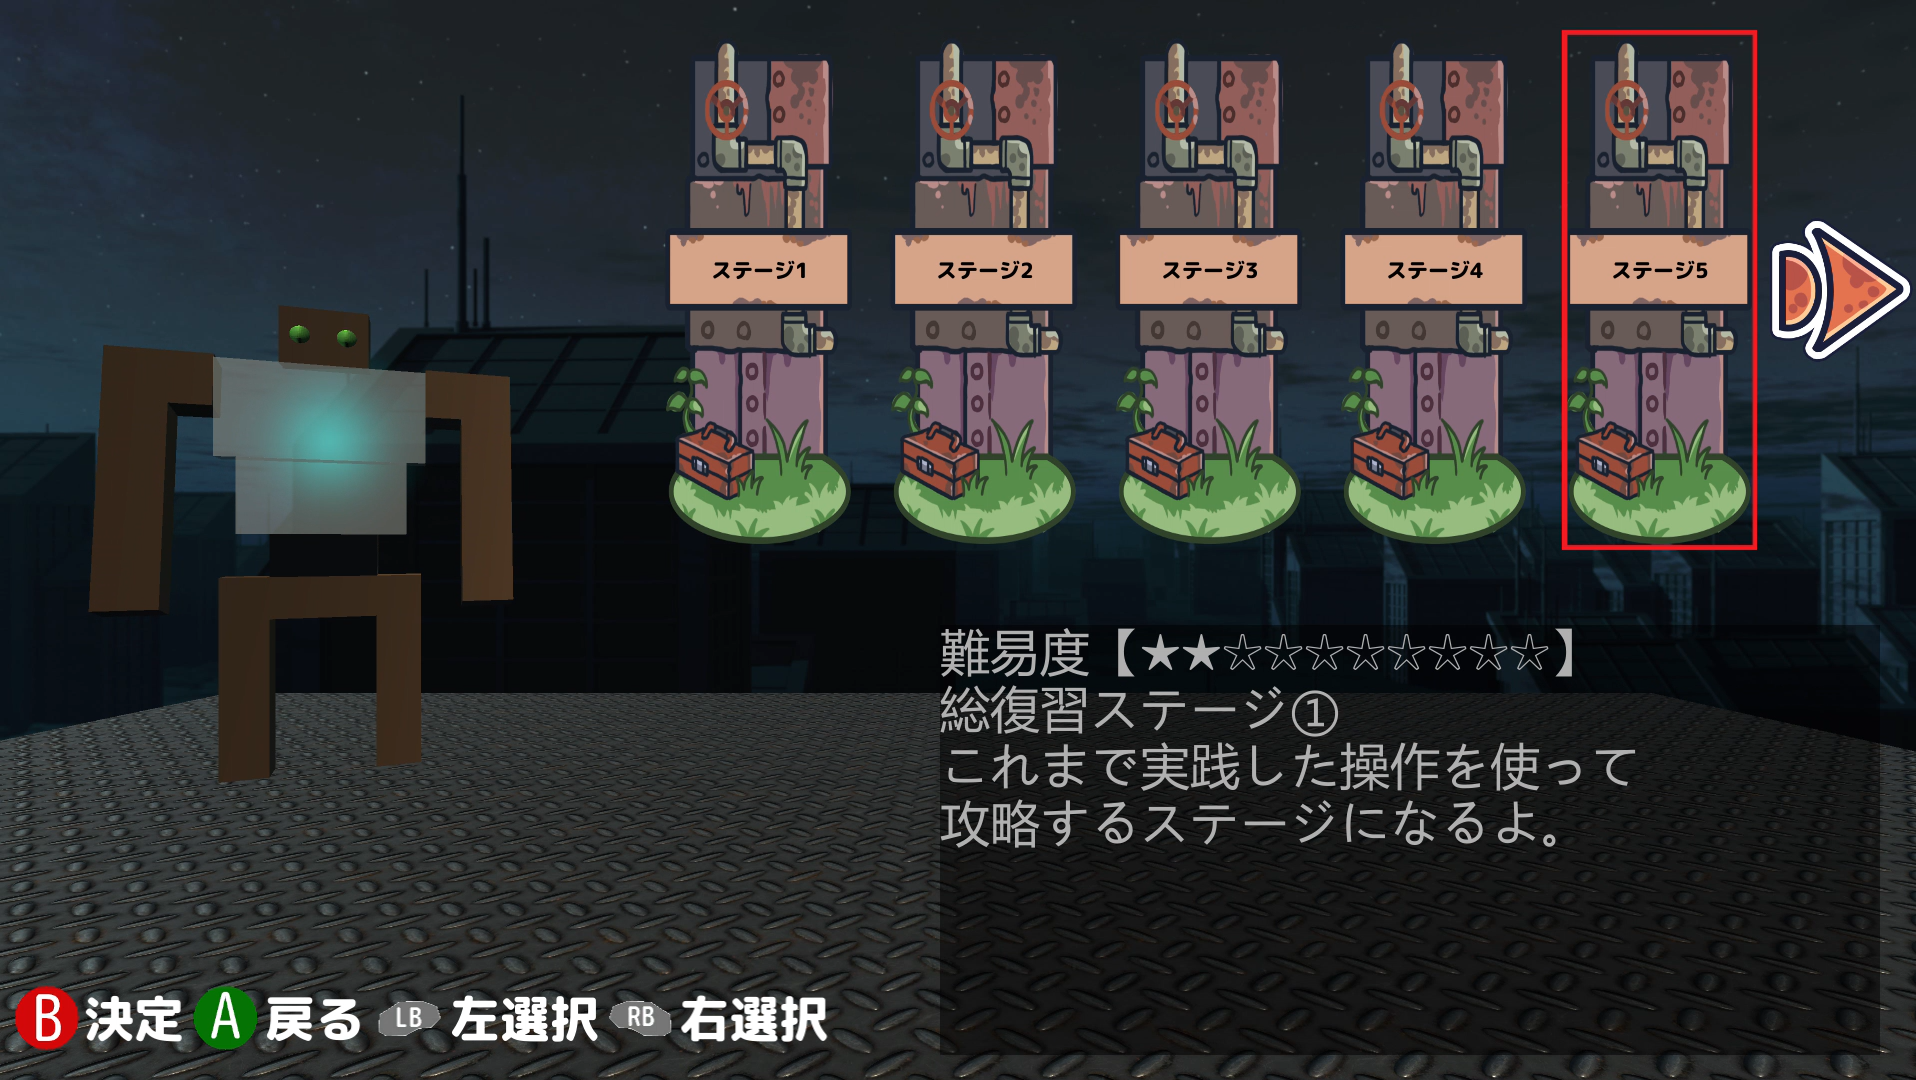 ステージ1
ステージ2
ステージ3
ステージ4
ステージ5
難易度【★★☆☆☆☆☆☆☆☆】
総復習ステージ①
これまで実践した操作を使って
攻略するステージになるよ。
B 決定 A 戻る LB 左選択 RB 右選択